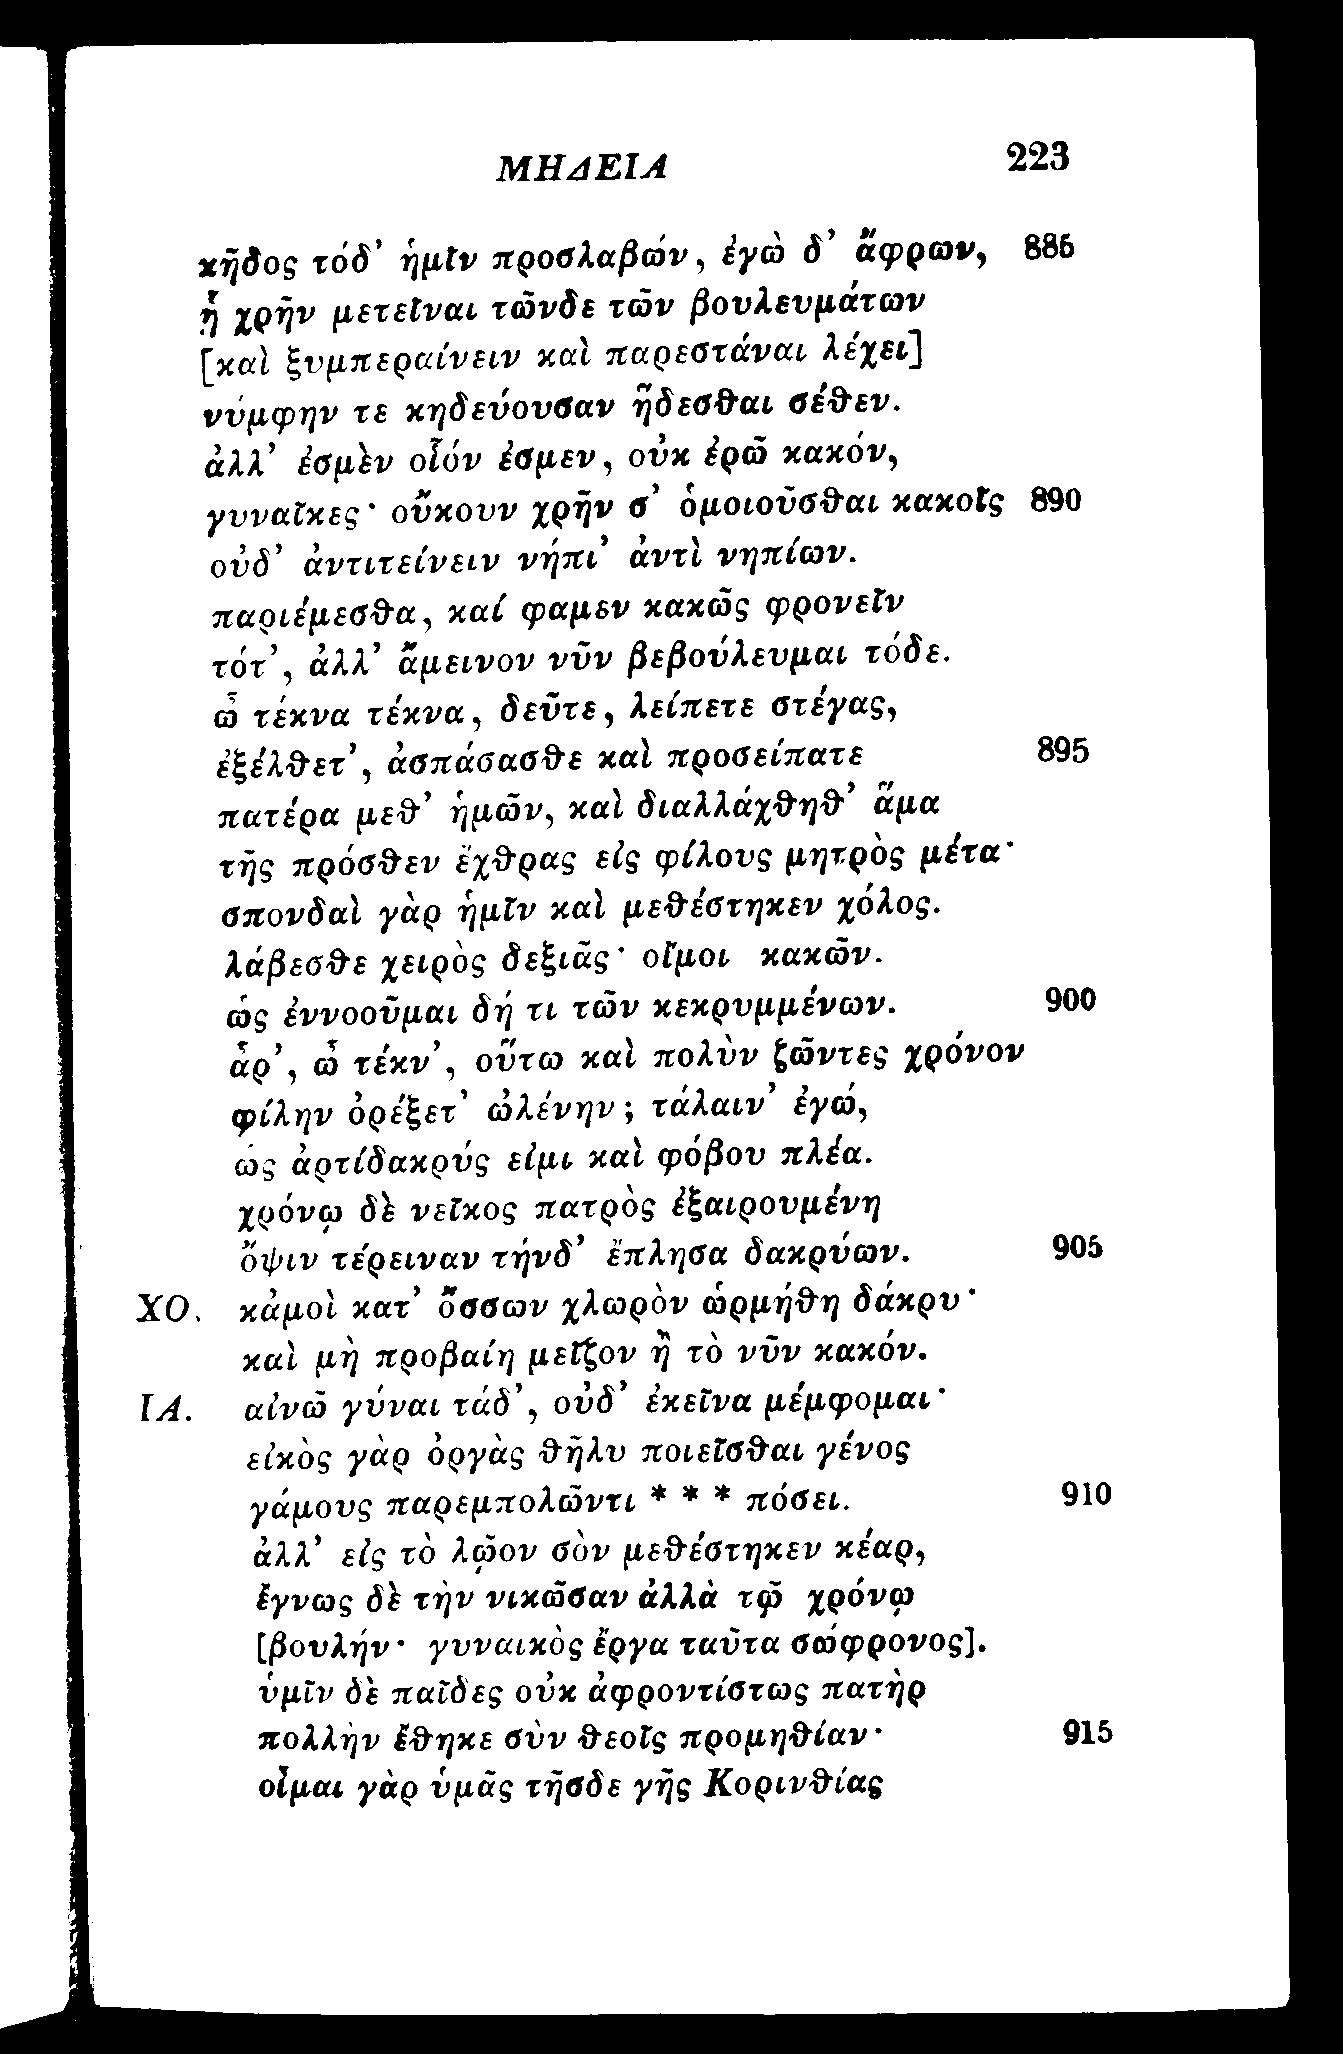 ΜΗΔΕΙΑ 223
κῆδος τόδ’ ἡμῖν προσλαβών, ἐγὼ δ’ ἄφρων, 885
ᾗ χρῆν μετεῖναι τῶνδε τῶν βουλευμάτων
[καὶ ξυμπεραίνειν καὶ παρεστάναι λέχει]
νύμφην τε κηδεύουσαν ἥδεσθαι σέθεν.
ἀλλ’ ἐσμὲν οἷόν ἐσμεν, οὐκ ἐρῶ κακόν,
γυναῖκες· οὔκουν χρῆν σ’ ὁμοιοῦσθαι κακοῖς 890
οὐδ’ ἀντιτείνειν νήπι’ ἀντὶ νηπίων.
παριέμεσθα, καί φαμεν κακῶς φρονεῖν
τότ’, ἀλλ’ ἄμεινον νῦν βεβούλευμαι τόδε.
ὦ τέκνα τέκνα, δεῦτε, λείπετε στέγας,
ἐξέλθετ’, ἀσπάσασθε καὶ προσείπατε 895
πατέρα μεθ’ ἡμῶν, καὶ διαλλάχθηθ’ ἅμα
τῆς πρόσθεν ἔχθρας εἰς φίλους μητρὸς μέτα·
σπονδαὶ γὰρ ἡμῖν καὶ μεθέστηκεν χόλος.
λάβεσθε χειρὸς δεξιᾶς· οἴμοι κακῶν.
ὡς ἐννοοῦμαι δή τι τῶν κεκρυμμένων. 900
ἆρ’, ὦ τέκν’, οὕτω καὶ πολὺν ζῶντες χρόνον
φίλην ὀρέξετ’ ὠλένην; τάλαιν’ ἐγώ,
ὡς ἀρτίδακρύς εἰμι καὶ φόβου πλέα.
χρόνῳ δὲ νεῖκος πατρὸς ἐξαιρουμένη
ὄψιν τέρειναν τήνδ’ ἔπλησα δακρύων. 905
ΧΟ. κἀμοὶ κατ’ ὄσσων χλωρὸν ὡρμήθη δάκρυ·
καὶ μὴ προβαίη μεῖζον ἢ τὸ νῦν κακόν.
ΙΑ. αἰνῶ γύναι τάδ’, οὐδ’ ἐκεῖνα μέμφομαι·
εἰκὸς γὰρ ὀργὰς θῆλυ ποιεῖσθαι γένος
γάμους παρεμπολῶντι * * * πόσει. 910
ἀλλ’ εἰς τὸ λῷον σὸν μεθέστηκεν κέαρ,
ἔγνως δὲ τὴν νικῶσαν ἀλλὰ τῷ χρόνῳ
[βουλήν· γυναικὸς ἔργα ταῦτα σώφρονος].
ὑμῖν δὲ παῖδες οὐκ ἀφροντίστως πατὴρ
πολλὴν ἔθηκε σὺν θεοῖς προμηθίαν· 915
οἶμαι γὰρ ὑμᾶς τῆσδε γῆς Κορινθίας